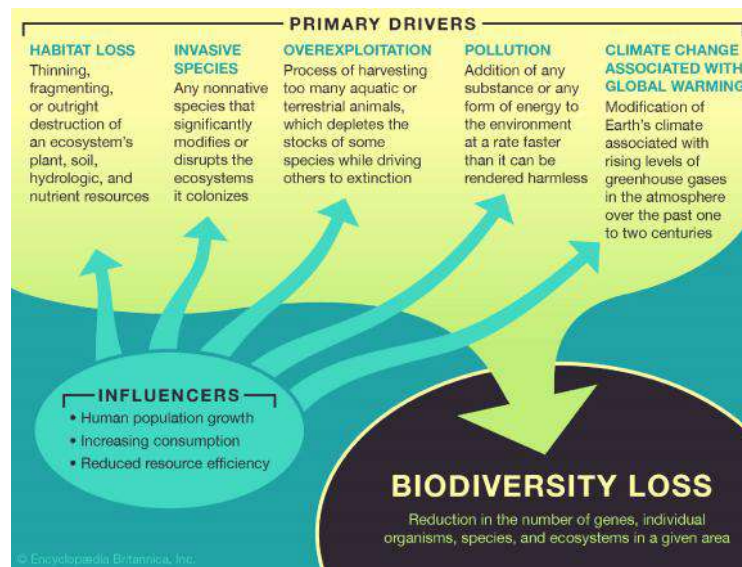 PRIMARY DRIVERS
HABITAT LOSS
Thinning,
fragmenting,
or outright
destruction of
an ecosystem's
plant, soil,
hydrologic, and
nutrient resources
INVASIVE
SPECIES
Any nonnative
species that
significantly
modifies or
disrupts the
ecosystems
it colonizes
OVEREXPLOITATION
Process of harvesting
too many aquatic or
terrestrial animals,
which depletes the
stocks of some
species while driving
others to extinction
POLLUTION
Addition of any
substance or any
form of energy to
the environment
at a rate faster
than it can be
rendered harmless
CLIMATE CHANGE
ASSOCIATED WITH
GLOBAL WARMING
Modification of
Earth's climate
associated with
rising levels of
greenhouse gases
in the atmosphere
over the past one
to two centuries
INFLUENCERS
• Human population growth
• Increasing consumption
• Reduced resource efficiency
BIODIVERSITY LOSS
Reduction in the number of genes, individual
organisms, species, and ecosystems in a given area
© Encyclopædia Britannica, Inc.